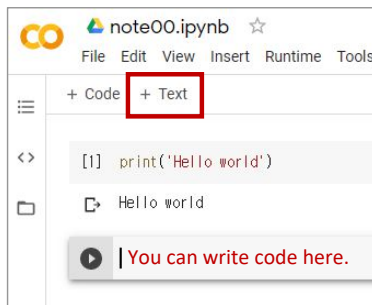 note00.ipynb
File Edit View Insert Runtime Tools
+ Code + Text
[1] print('Hello world')
Hello world
You can write code here.